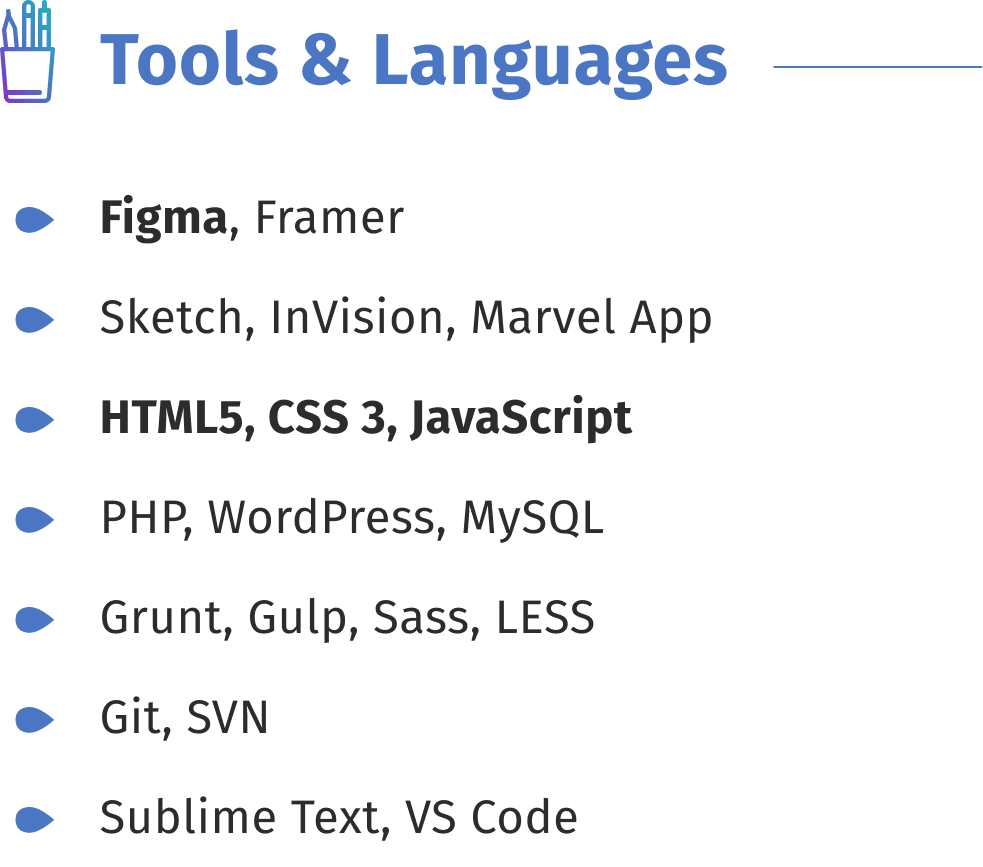 Tools & Languages
Figma, Framer
Sketch, InVision, Marvel App
HTML5, CSS 3, JavaScript
PHP, WordPress, MySQL
Grunt, Gulp, Sass, LESS
Git, SVN
Sublime Text, VS Code